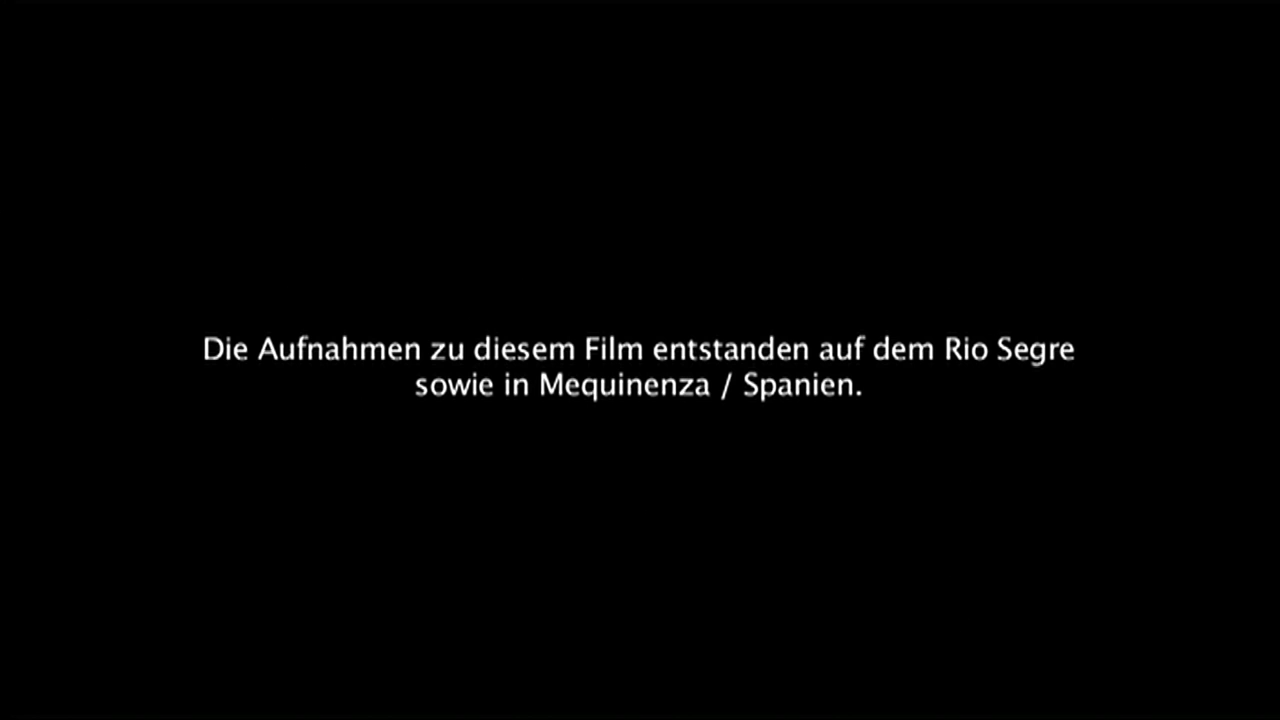 Die Aufnahmen zu diesem Film entstanden auf dem Rio Segre
sowie in Mequinenza / Spanien.